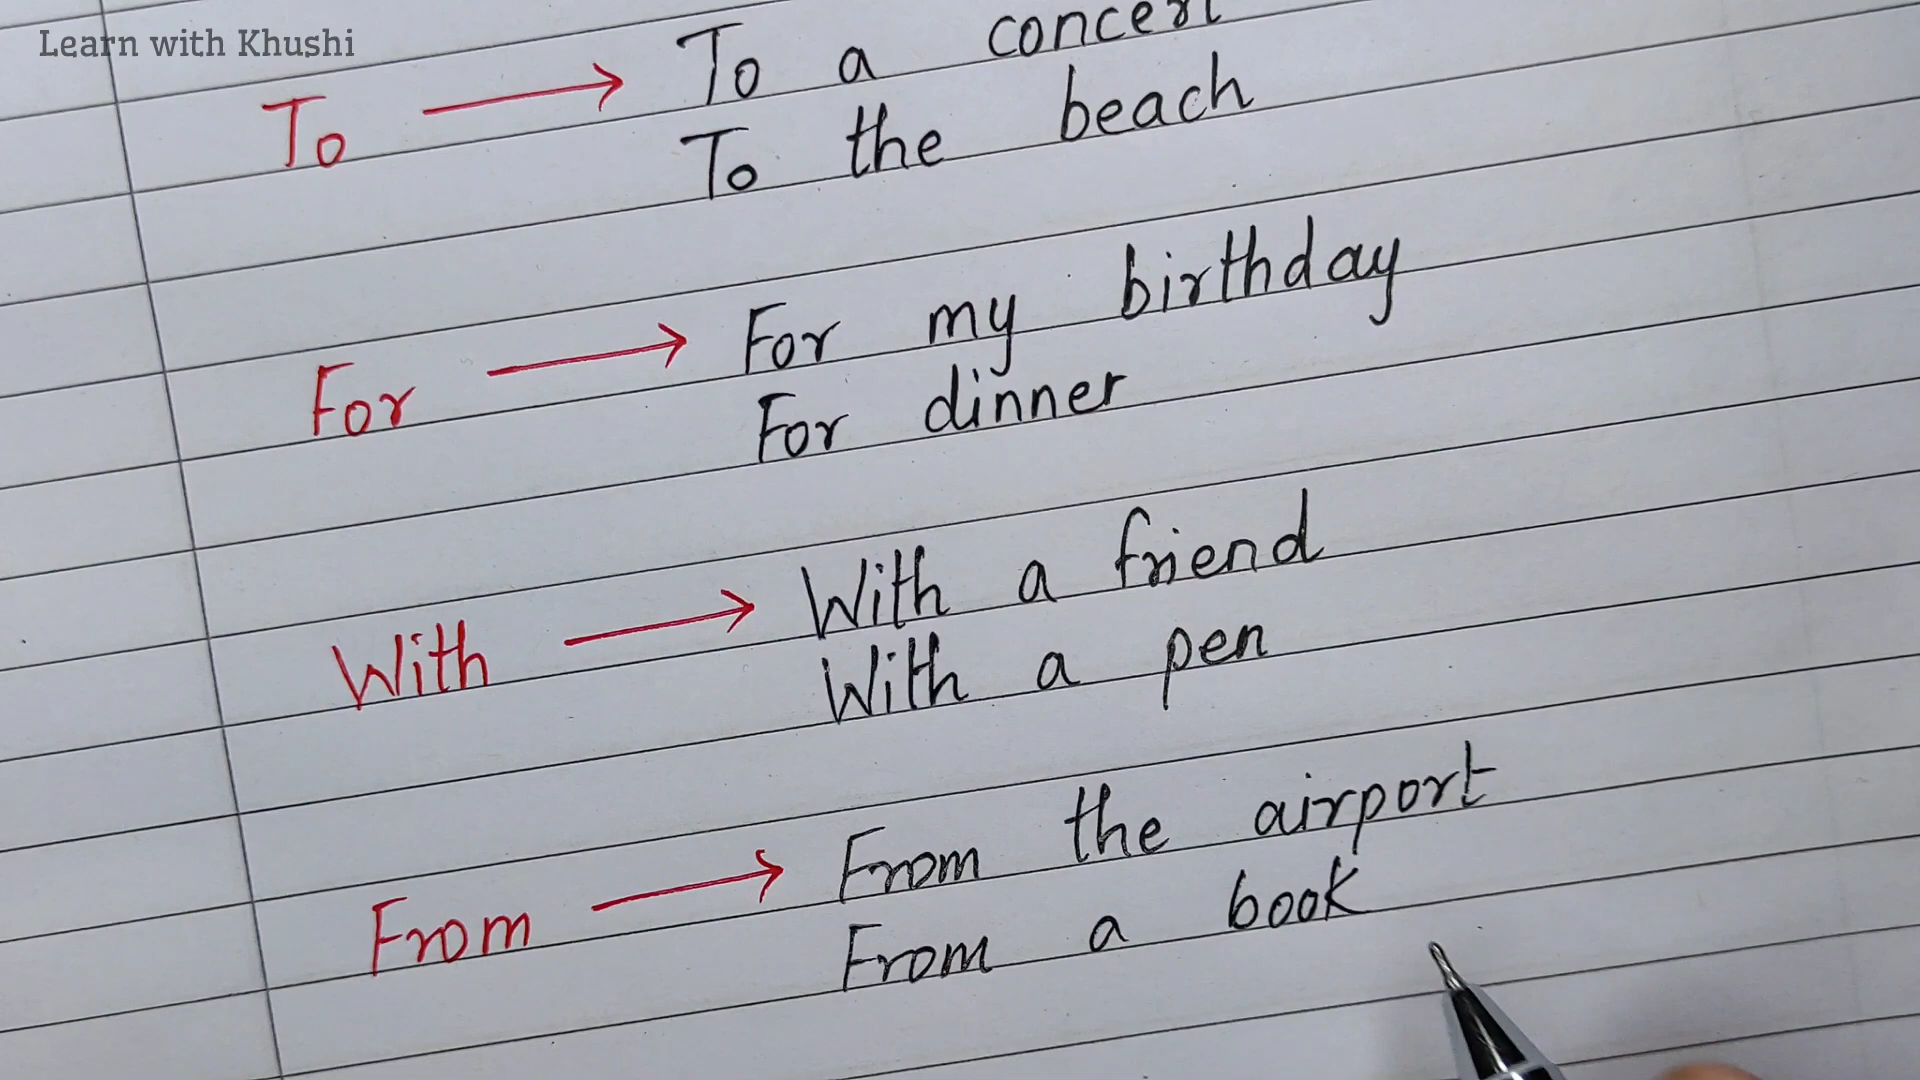 Learn with Khushi
To → To a concert
To the beach
For → For my birthday
For dinner
With → With a friend
With a pen
From → From the airport
From a book